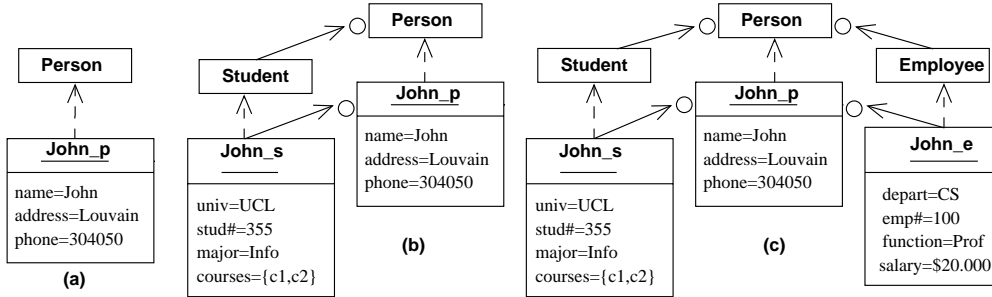 Person
John_p
name=John
address=Louvain
phone=304050
(a)
Person
Student
John_p
name=John
address=Louvain
phone=304050
John_s
univ=UCL
stud#=355
major=Info
courses={c1,c2}
(b)
Person
Student
Employee
John_p
name=John
address=Louvain
phone=304050
John_s
univ=UCL
stud#=355
major=Info
courses={c1,c2}
(c)
John_e
depart=CS
emp#=100
function=Prof
salary=$20.000